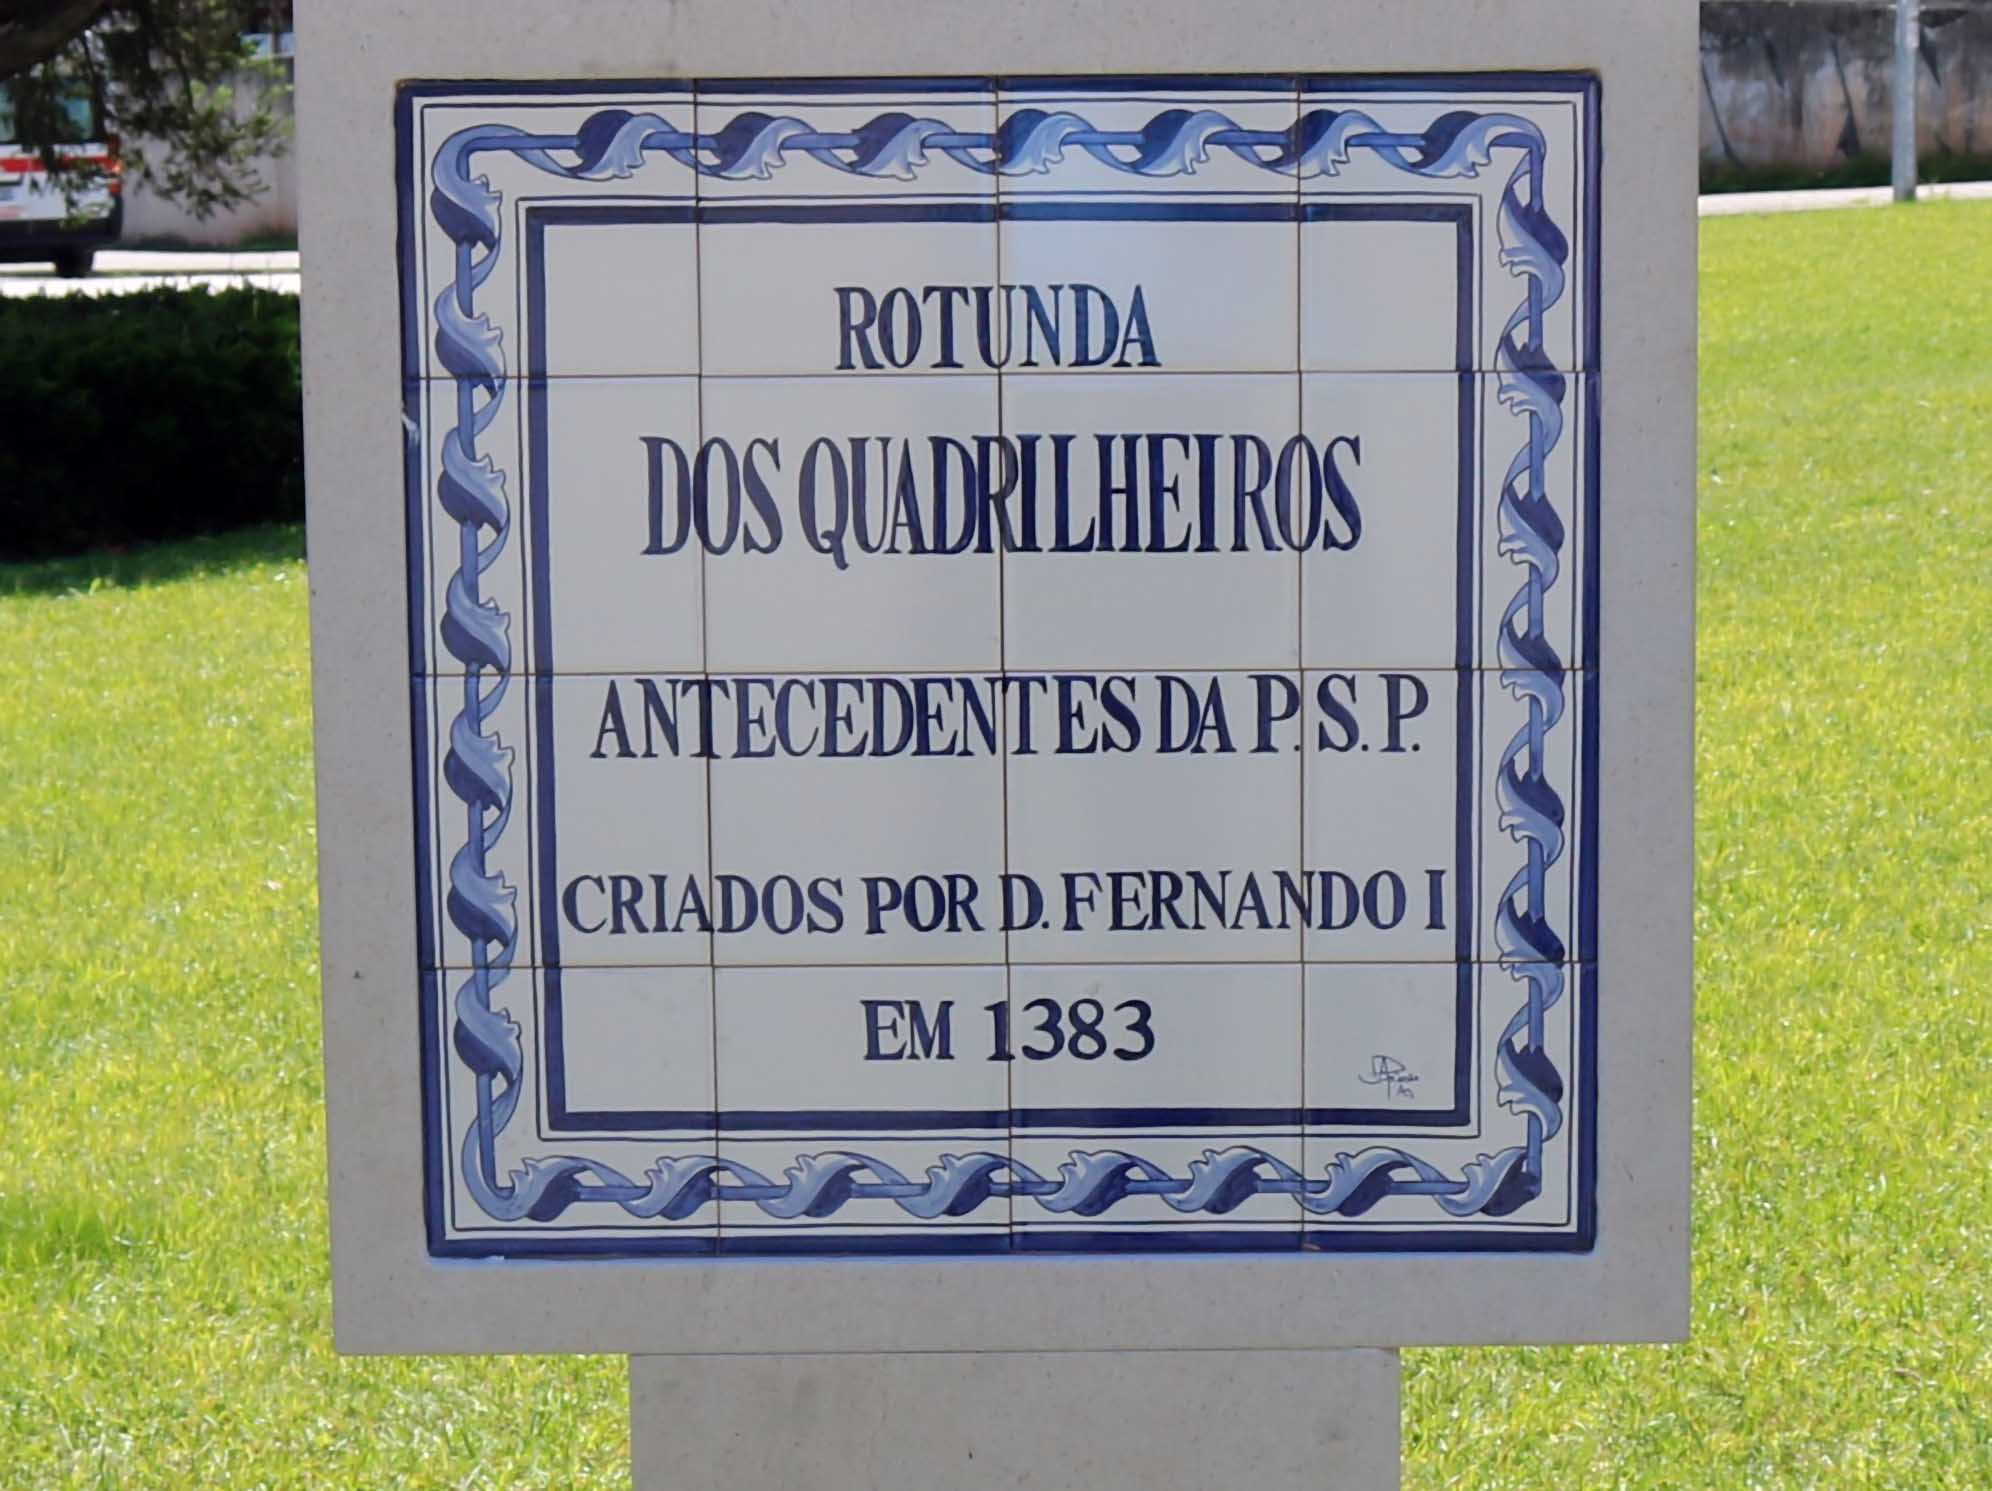 ROTUNDA
DOS QUADRILHEIROS
ANTECEDENTES DA P.S.P.
CRIADOS POR D. FERNANDO I
EM 1383